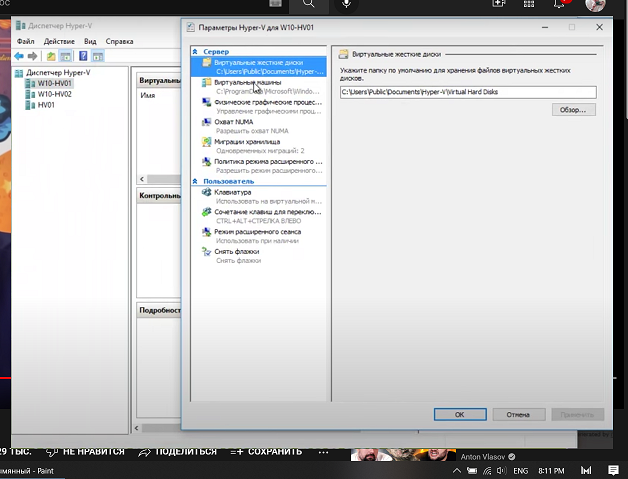 Диспетчер Hyper-V
Файл Действие Вид Справка
Диспетчер Hyper-V
W10-HV01
W10-HV02
HV01
Виртуальны
Имя
Контрольны
Подробност
Параметры Hyper-V для W10-HV01
Сервер
Виртуальные жесткие диски
C:\Users\Public\Documents\Hyper-...
Виртуальные машины
C:\ProgramData\Microsoft\Windo...
Физические графические процес...
Управление графическими проц...
Охват NUMA
Разрешить охват NUMA
Миграции хранилища
Одновременных миграций: 2
Политика режима расширенного ...
Разрешить режим расширенного...
Пользователь
Клавиатура
Использовать на виртуальной м...
Сочетание клавиш для переклю...
CTRL+ALT+СТРЕЛКА ВЛЕВО
Режим расширенного сеанса
Использовать при наличии
Снять флажки
Снять флажки
Виртуальные жесткие диски
Укажите папку по умолчанию для хранения файлов виртуальных жестких
дисков.
C:\Users\Public\Documents\Hyper-V\Virtual Hard Disks
Обзор...
OK Отмена Применить
29 ТЫС. НЕ НРАВИТСЯ ПОДЕЛИТЬСЯ СОХРАНИТЬ ...
Anton Vlasov
мянный - Paint
ENG 8:11 PM